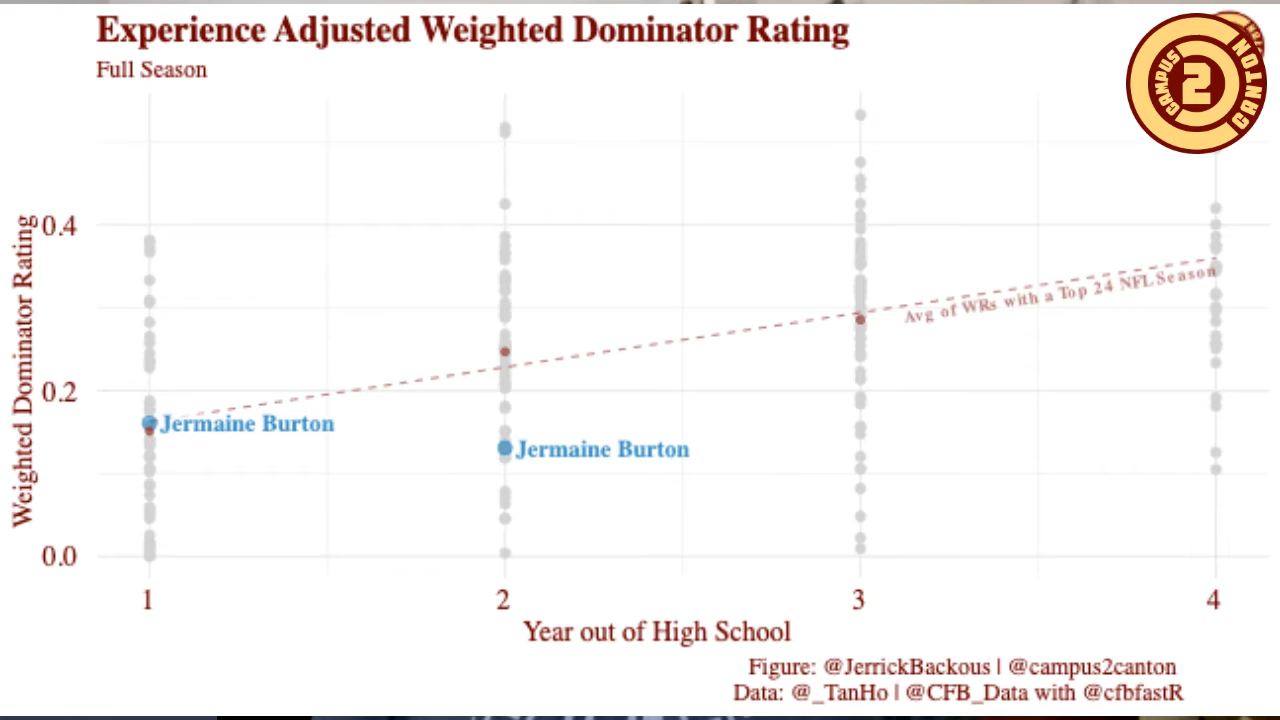 Experience Adjusted Weighted Dominator Rating
Full Season
CAMPUS
2
CANTON
Weighted Dominator Rating
0.4
0.2
0.0
Jermaine Burton
Jermaine Burton
Avg of WRs with a Top 24 NFL Season
1
2
3
4
Year out of High School
Figure: @JerrickBackous | @campus2canton
Data: @_TanHo | @CFB_Data with @cfbfastR